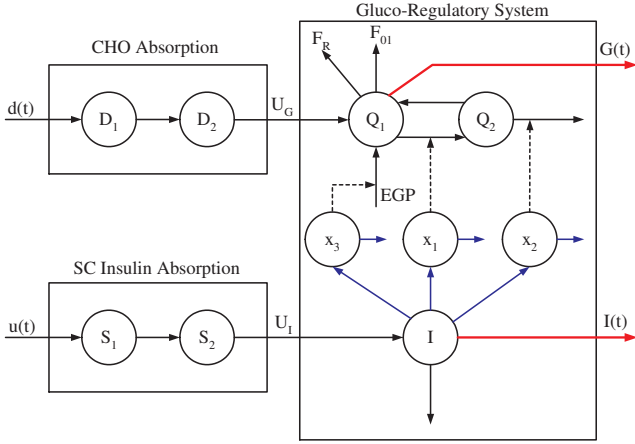 Gluco-Regulatory System
CHO Absorption
F_R
F_01
G(t)
d(t)
D_1
D_2
U_G
Q_1
Q_2
EGP
x_3
x_1
x_2
SC Insulin Absorption
u(t)
S_1
S_2
U_I
I
I(t)